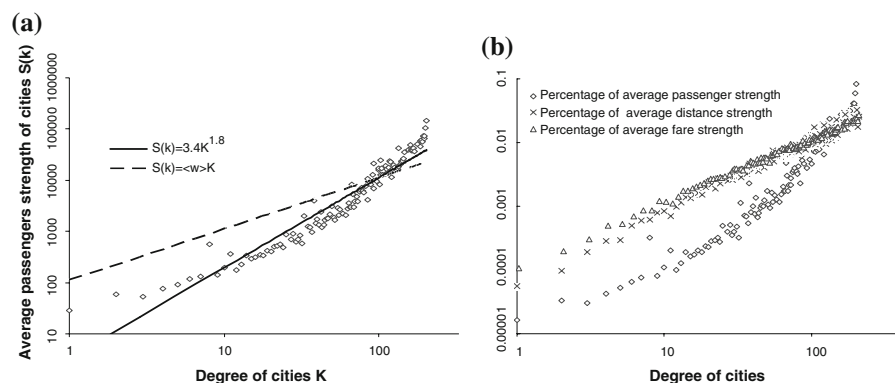 (a)
Average passengers strength of cities S(k)
1000000
100000
10000
1000
100
10
S(k)=3.4K^1.8
S(k)=<w>K
1
10
100
Degree of cities K
(b)
0.1
0.01
0.001
0.0001
0.00001
Percentage of average passenger strength
Percentage of average distance strength
Percentage of average fare strength
1
10
100
Degree of cities